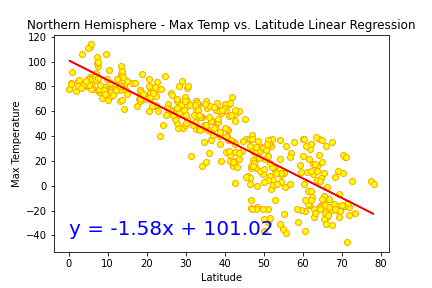 Northern Hemisphere - Max Temp vs. Latitude Linear Regression
120
100
80
60
40
20
0
−20
−40
Max Temperature
y = -1.58x + 101.02
0 10 20 30 40 50 60 70 80
Latitude